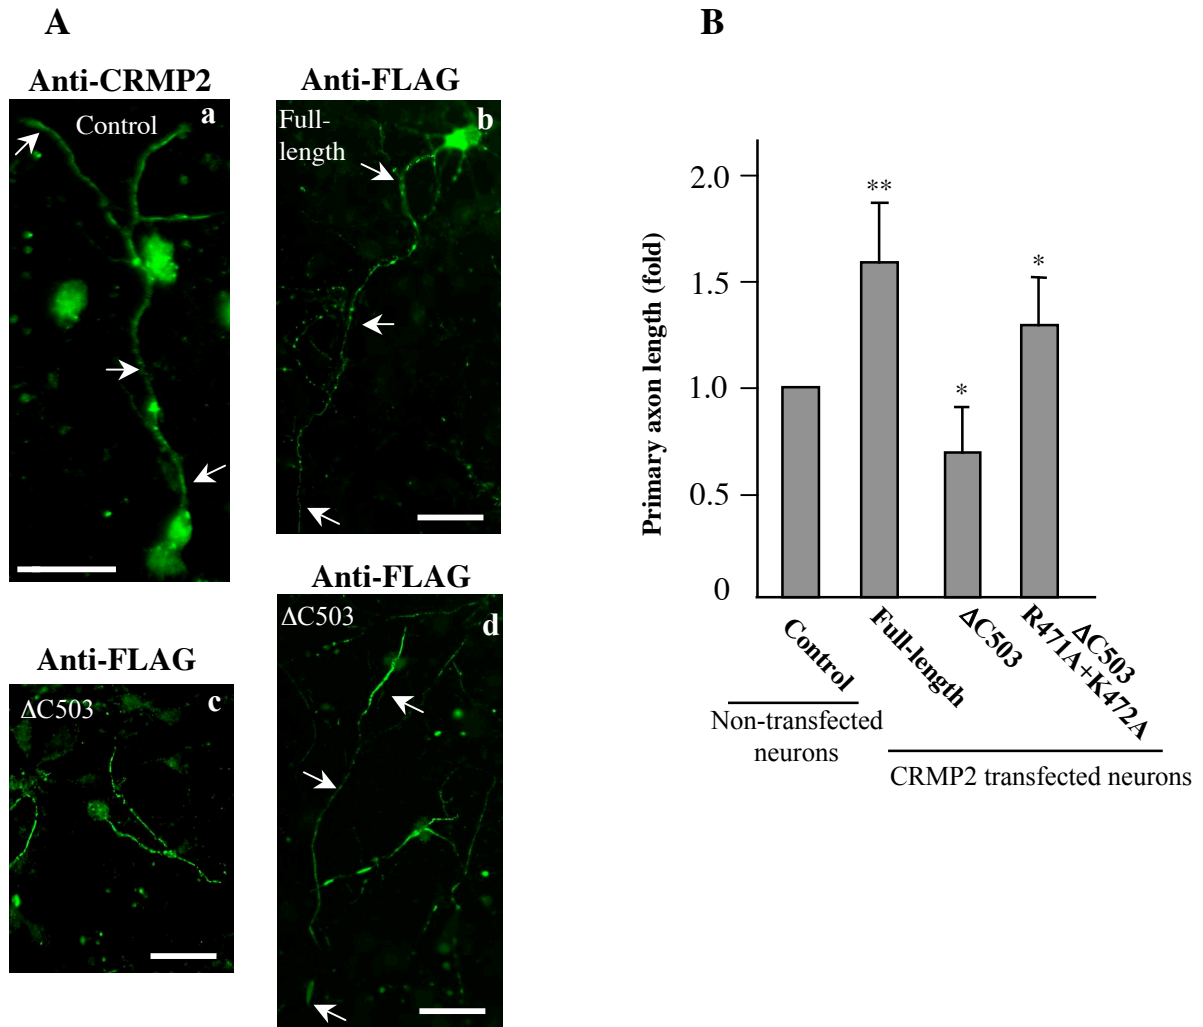 A
Anti-CRMP2
a
Control
Anti-FLAG
b
Full-
length
Anti-FLAG
c
ΔC503
Anti-FLAG
d
ΔC503
B
Primary axon length (fold)
2.0
1.5
1.0
0.5
0
**
*
*
Control
Full-length
ΔC503
ΔC503
R471A+K472A
Non-transfected
neurons
CRMP2 transfected neurons